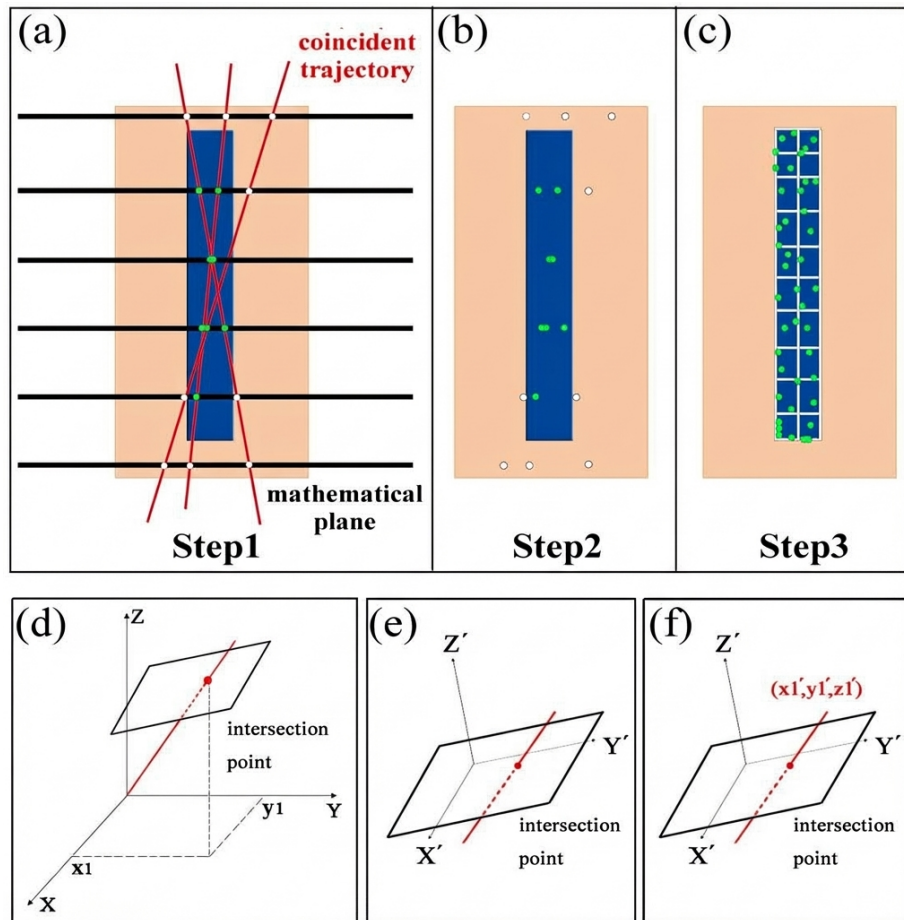 (a)
coincident
trajectory
mathematical
plane
Step1
(b)
Step2
(c)
Step3
(d)
Z
intersection
point
Y
y1
x1
X
(e)
Z′
Y′
intersection
point
X′
(f)
Z′
(x1′,y1′,z1′)
Y′
intersection
point
X′